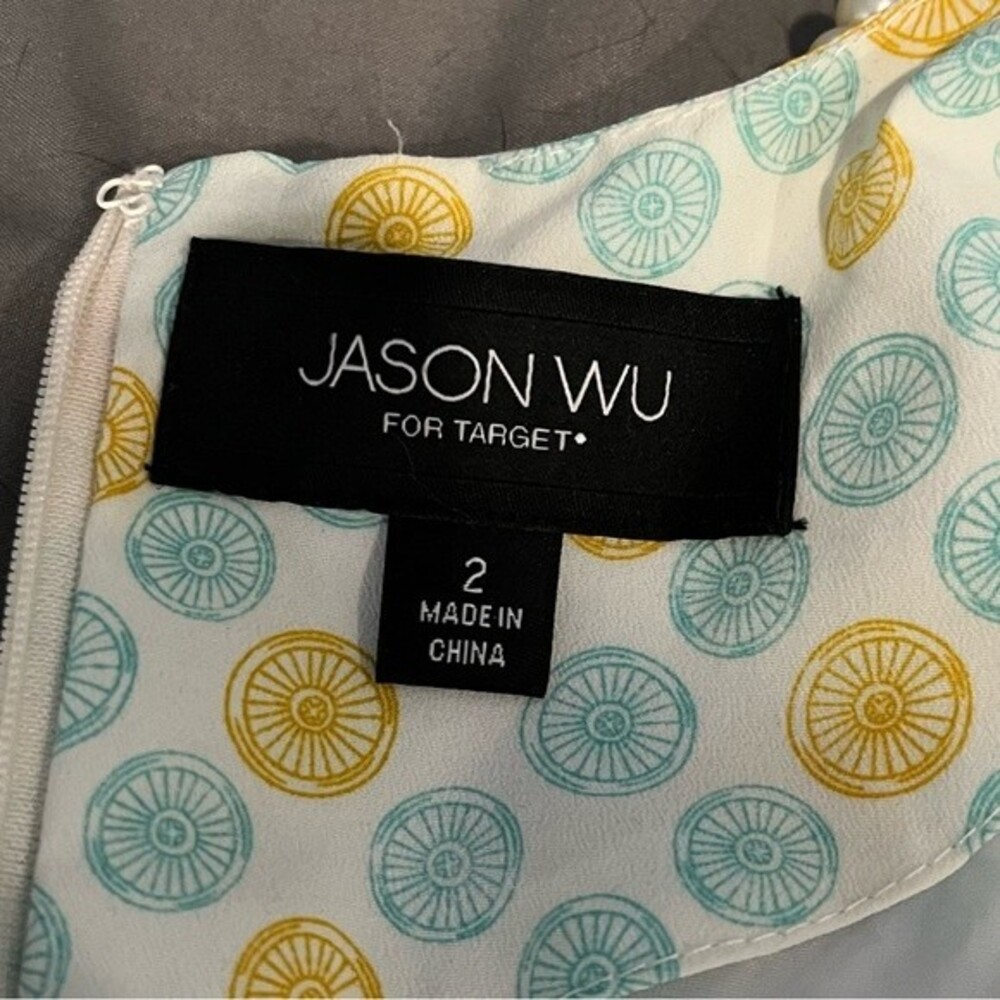 JASON WU
FOR TARGET
2
MADE IN
CHINA